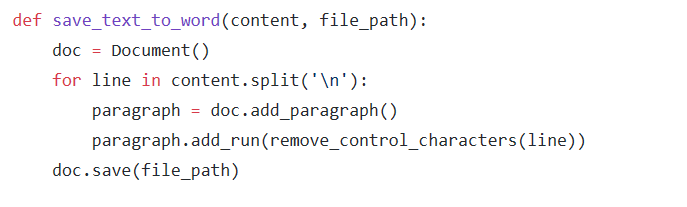 def save_text_to_word(content, file_path):
    doc = Document()
    for line in content.split('\n'):
        paragraph = doc.add_paragraph()
        paragraph.add_run(remove_control_characters(line))
    doc.save(file_path)